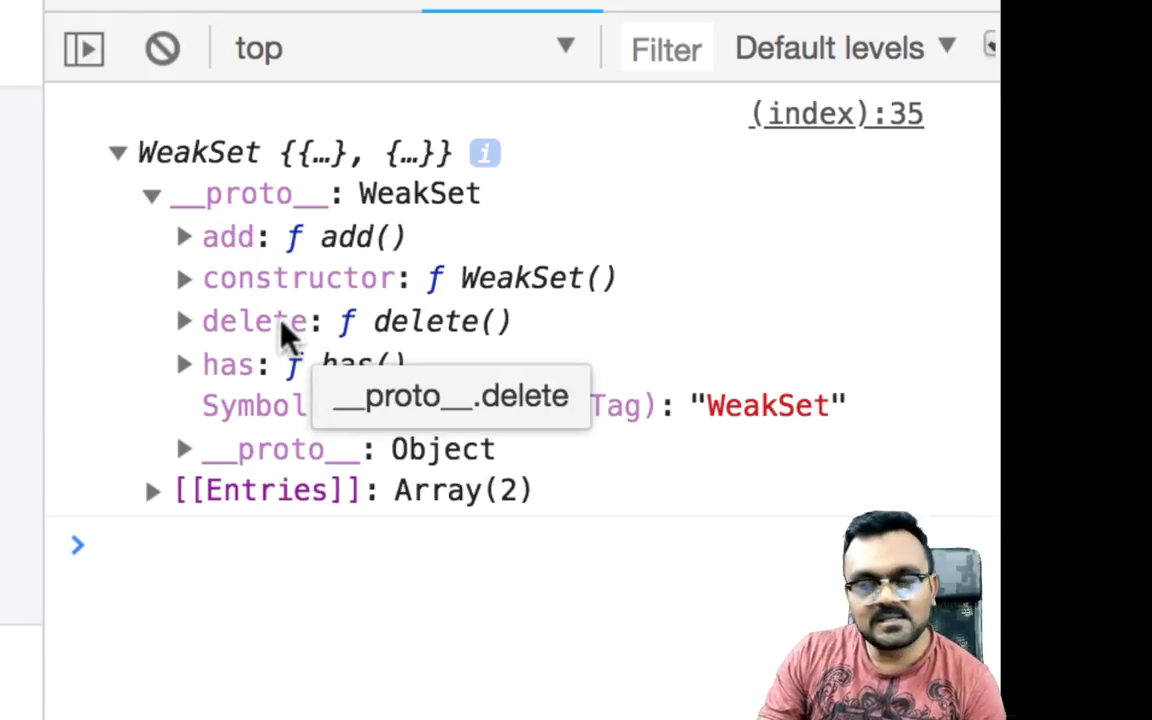 top Filter Default levels
(index):35
WeakSet {{…}, {…}} i
__proto__: WeakSet
add: ƒ add()
constructor: ƒ WeakSet()
delete: ƒ delete()
has: ƒ has()
__proto__.delete
Symbol Tag): "WeakSet"
__proto__: Object
[[Entries]]: Array(2)
>